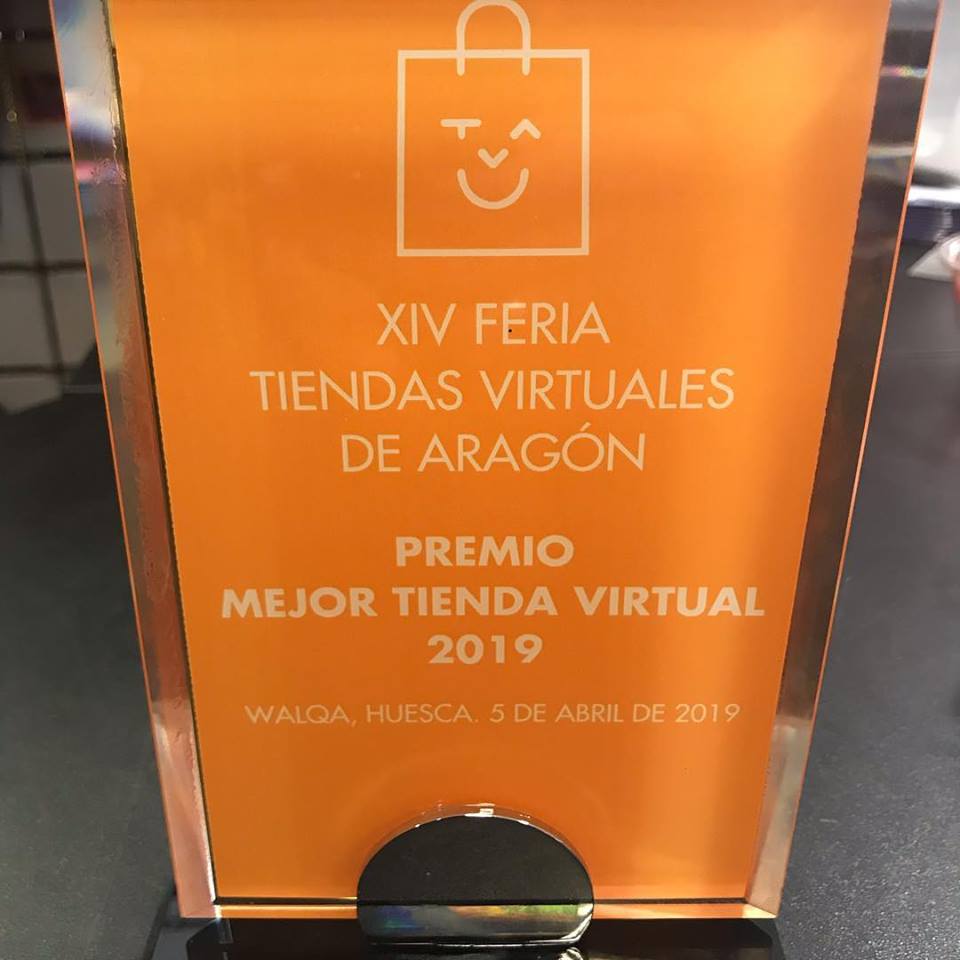 XIV FERIA
TIENDAS VIRTUALES
DE ARAGÓN
PREMIO
MEJOR TIENDA VIRTUAL
2019
WALQA, HUESCA. 5 DE ABRIL DE 2019